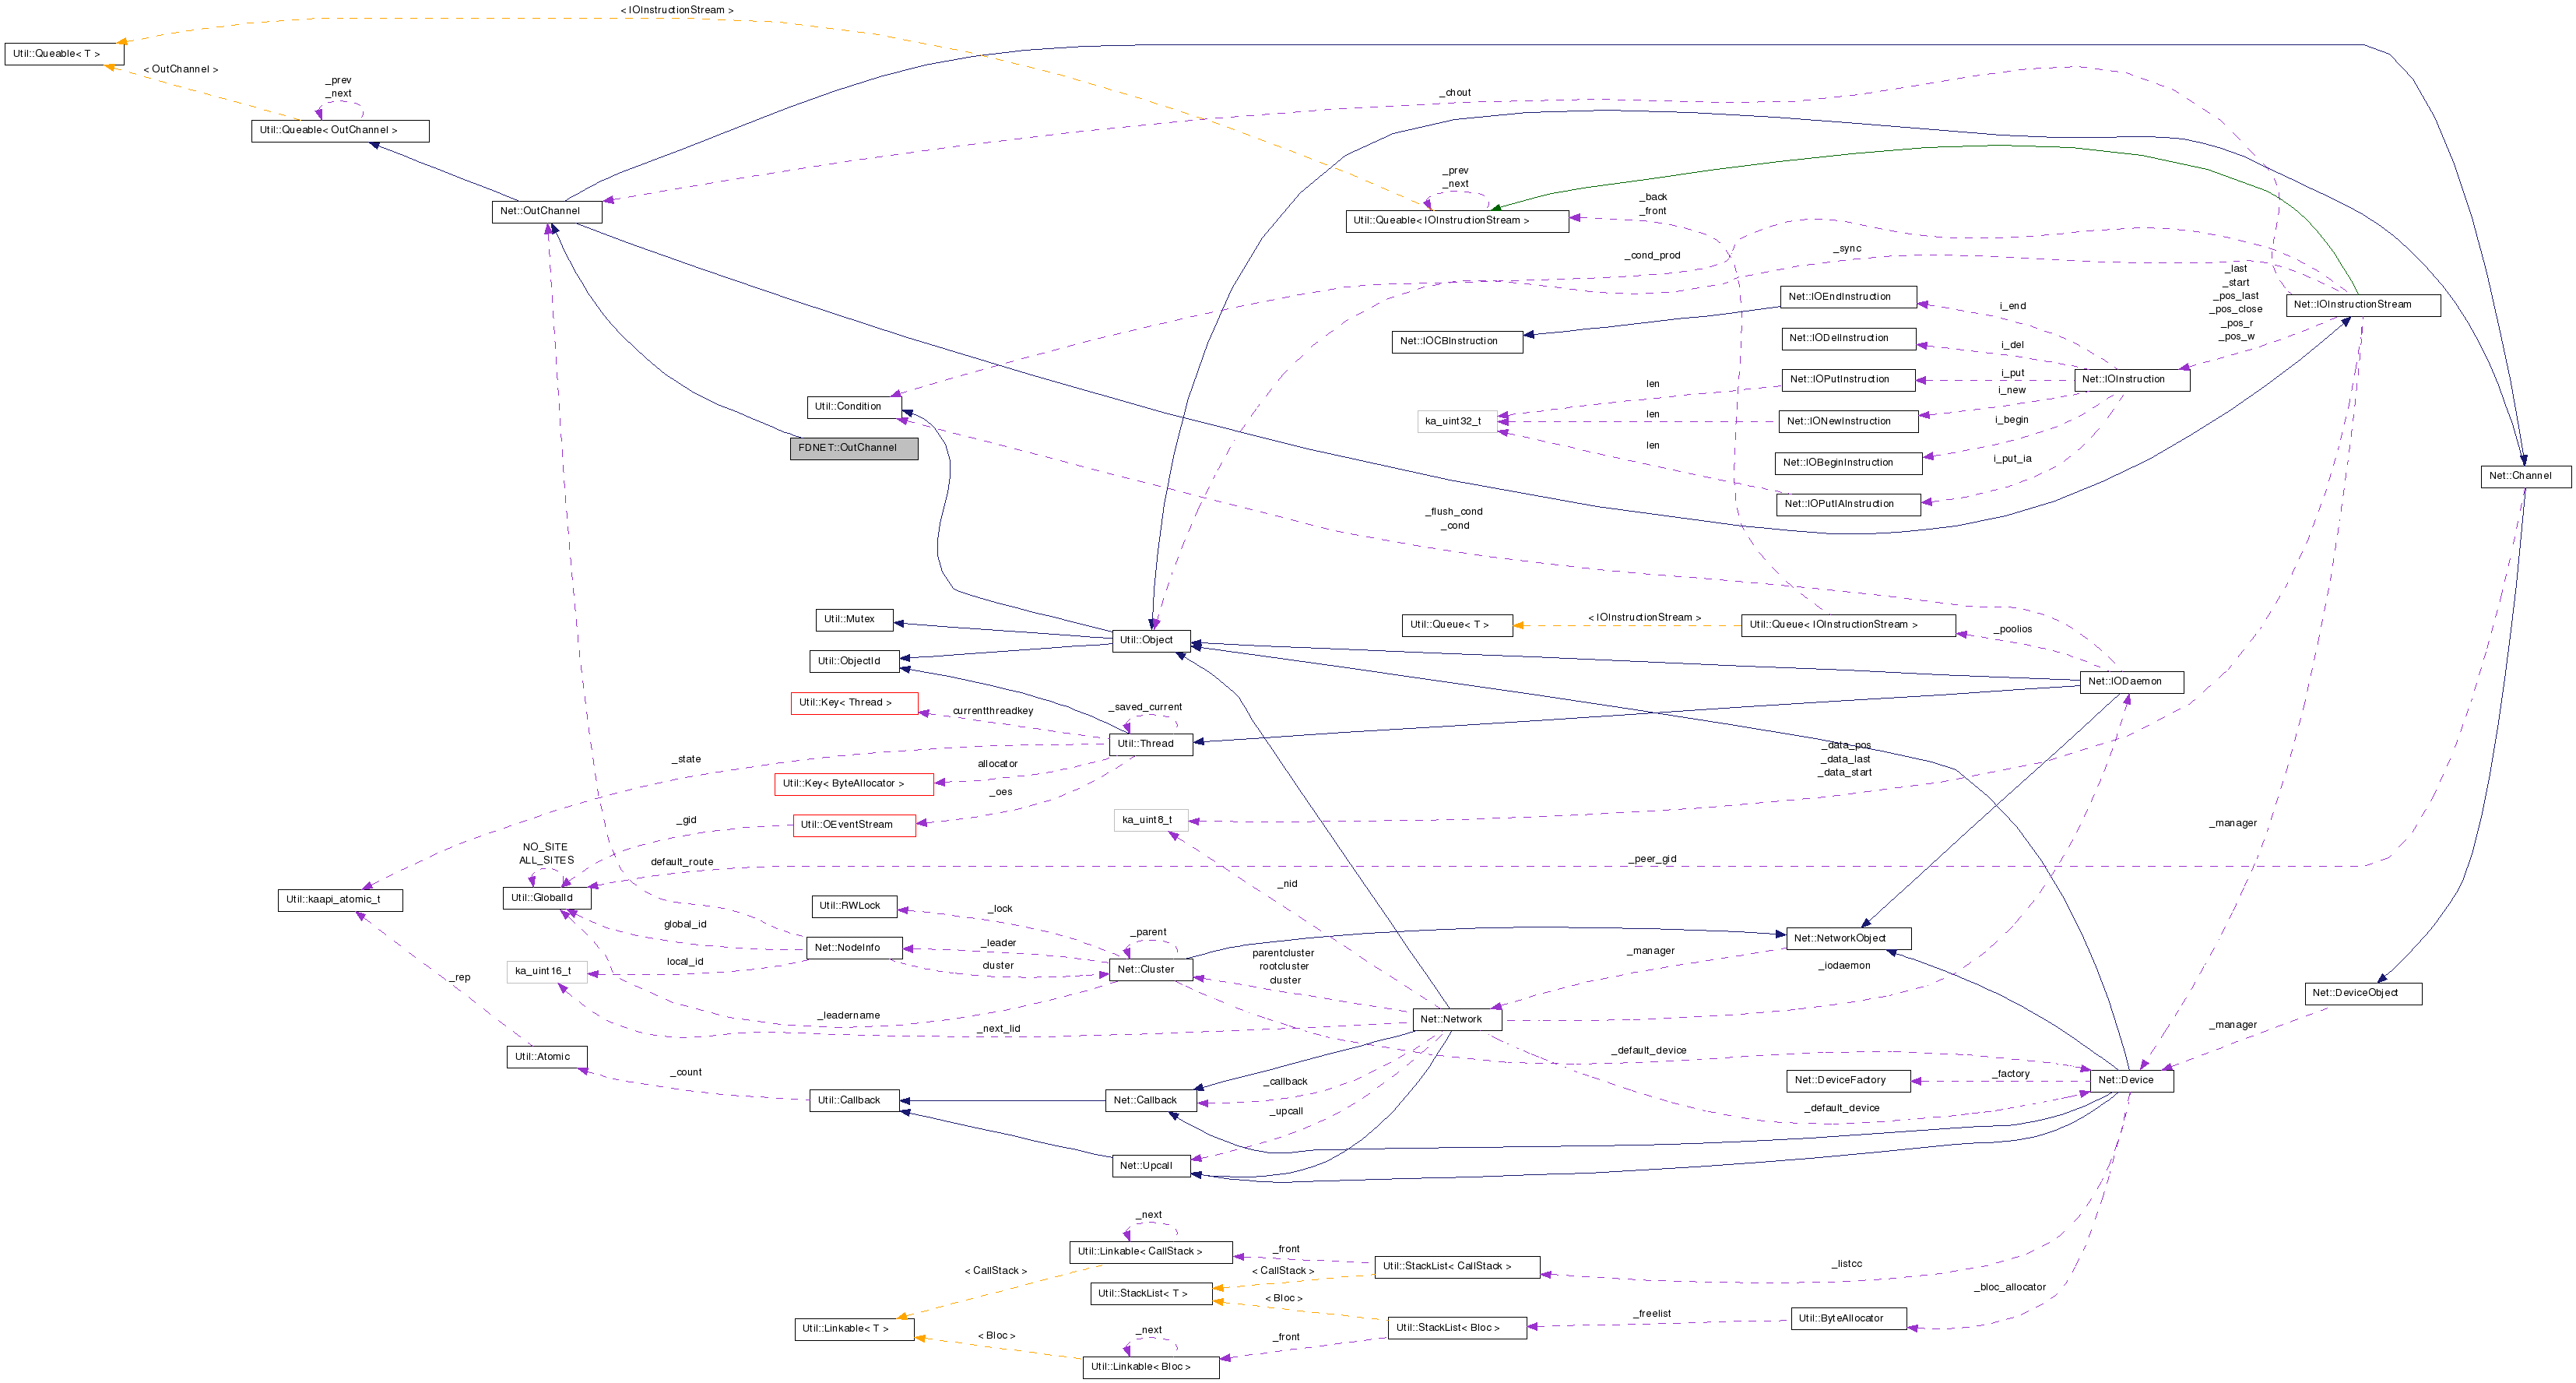 < IOInstructionStream >
Util::Queable< T >
< OutChannel >
_prev
_next
_chout
Util::Queable< OutChannel >
_prev
_next
_back
_front
Net::OutChannel
Util::Queable< IOInstructionStream >
_cond_prod
_sync
_last
_start
_pos_last
_pos_close
_pos_r
_pos_w
Net::IOEndInstruction
i_end
Net::IOInstructionStream
Net::IOCBInstruction
Net::IODelInstruction
i_del
len
Net::IOPutInstruction
i_put
Net::IOInstruction
i_new
Util::Condition
len
ka_uint32_t
Net::IONewInstruction
i_begin
FDNET::OutChannel
len
Net::IOBeginInstruction
i_put_ia
Net::Channel
Net::IOPutIAInstruction
_flush_cond
_cond
Util::Mutex
Util::Object
Util::Queue< T >
< IOInstructionStream >
Util::Queue< IOInstructionStream >
_poolios
Util::ObjectId
Net::IODaemon
Util::Key< Thread >
currentthreadkey
_saved_current
Util::Thread
_state
_data_pos
_data_last
_data_start
Util::Key< ByteAllocator >
allocator
_oes
_gid
Util::OEventStream
ka_uint8_t
_manager
NO_SITE
ALL_SITES
default_route
_peer_gid
_nid
Util::kaapi_atomic_t
Util::GlobalId
Util::RWLock
_lock
global_id
_parent
Net::NodeInfo
_leader
Net::NetworkObject
local_id
cluster
ka_uint16_t
Net::Cluster
parentcluster
rootcluster
cluster
_manager
_iodaemon
_rep
Net::DeviceObject
_leadername
_next_lid
Net::Network
_manager
Util::Atomic
_default_device
_count
_callback
Net::DeviceFactory
_factory
Net::Device
Util::Callback
Net::Callback
_upcall
_default_device
Net::Upcall
_next
Util::Linkable< CallStack >
_front
< CallStack >
< CallStack >
Util::StackList< CallStack >
_listcc
Util::StackList< T >
< Bloc >
_bloc_allocator
Util::Linkable< T >
< Bloc >
_next
_front
Util::StackList< Bloc >
_freelist
Util::ByteAllocator
Util::Linkable< Bloc >